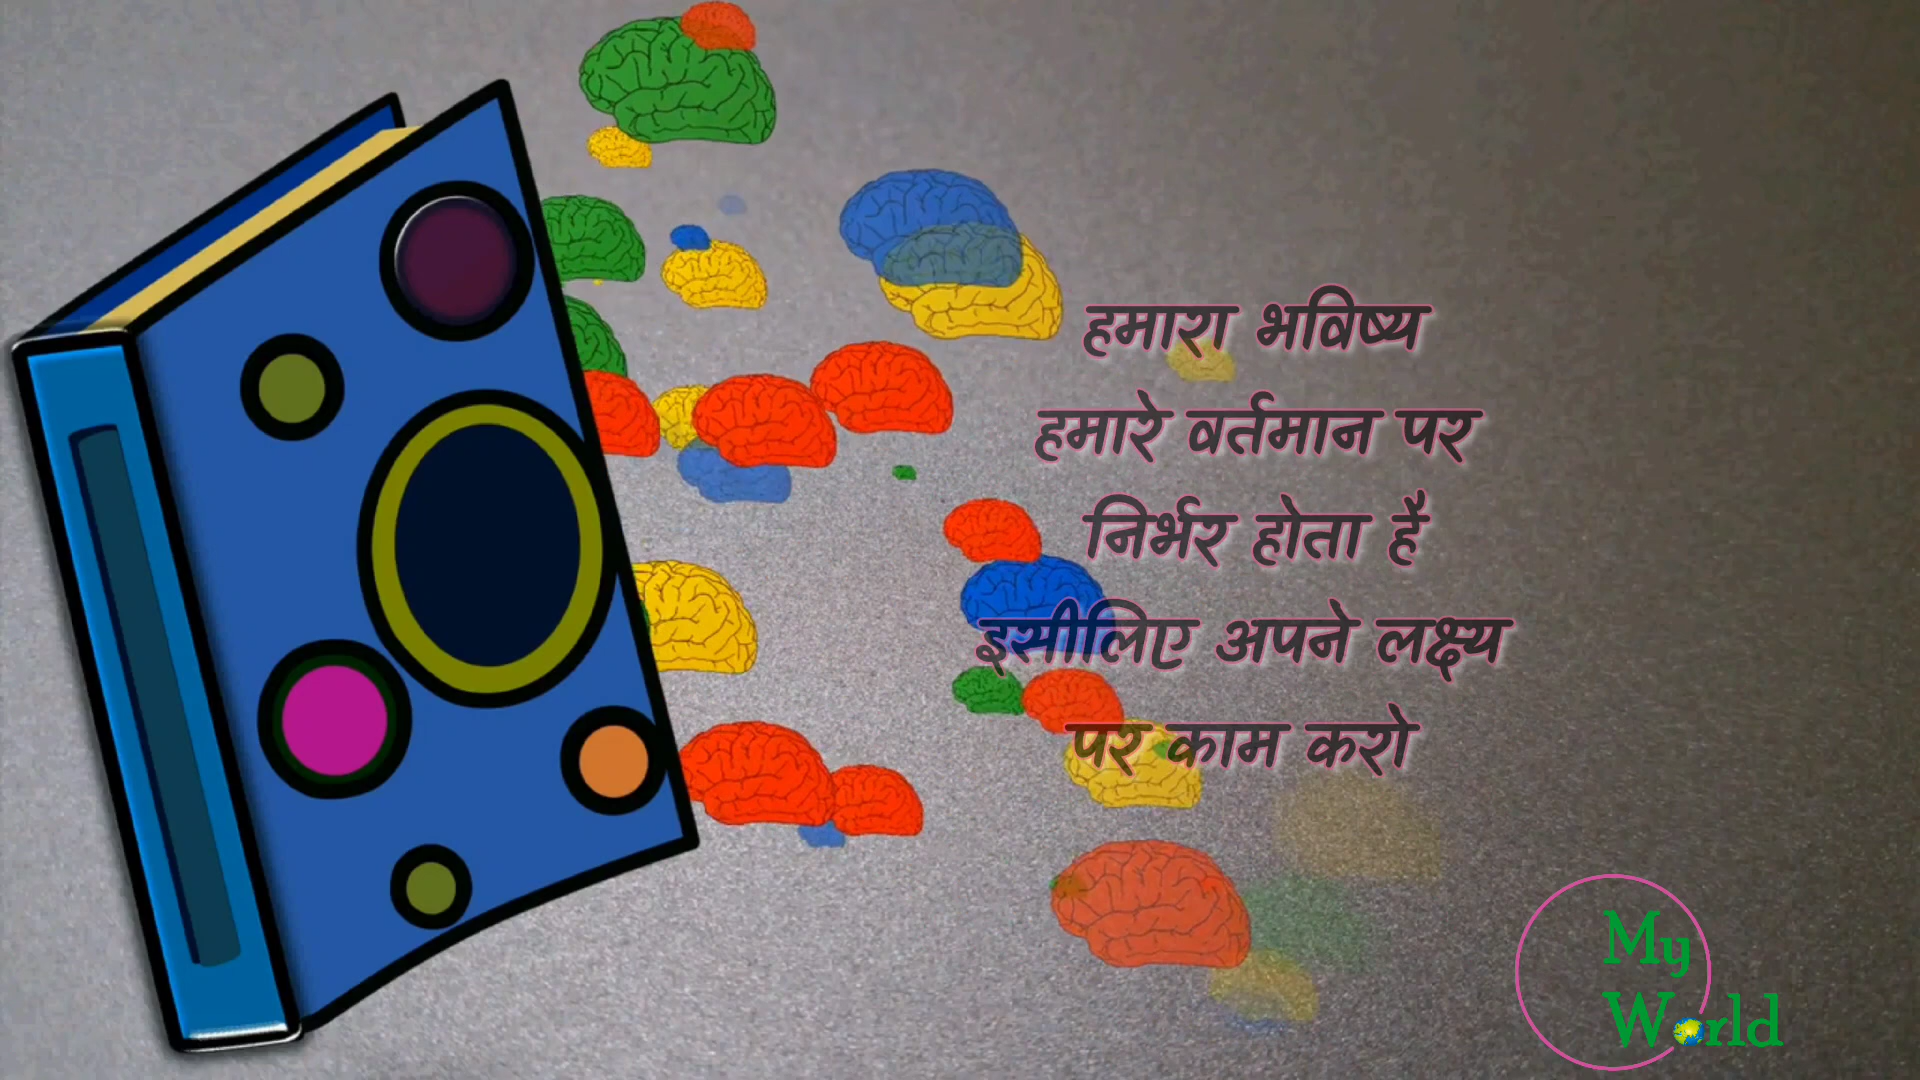 हमारा भविष्य
हमारे वर्तमान पर
निर्भर होता है
इसीलिए अपने लक्ष्य
पर काम करो
My
World